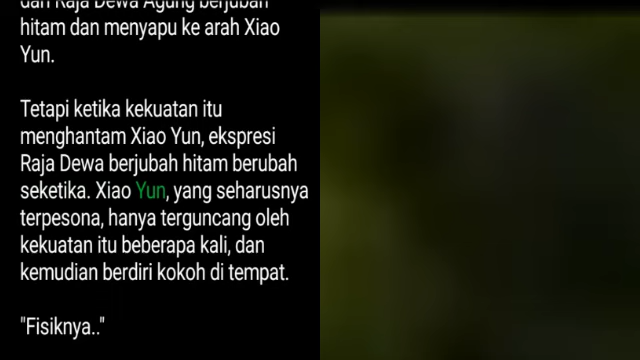 dan Raja Dewa Agung berjubah
hitam dan menyapu ke arah Xiao
Yun.
Tetapi ketika kekuatan itu
menghantam Xiao Yun, ekspresi
Raja Dewa berjubah hitam berubah
seketika. Xiao Yun, yang seharusnya
terpesona, hanya terguncang oleh
kekuatan itu beberapa kali, dan
kemudian berdiri kokoh di tempat.
"Fisiknya.."